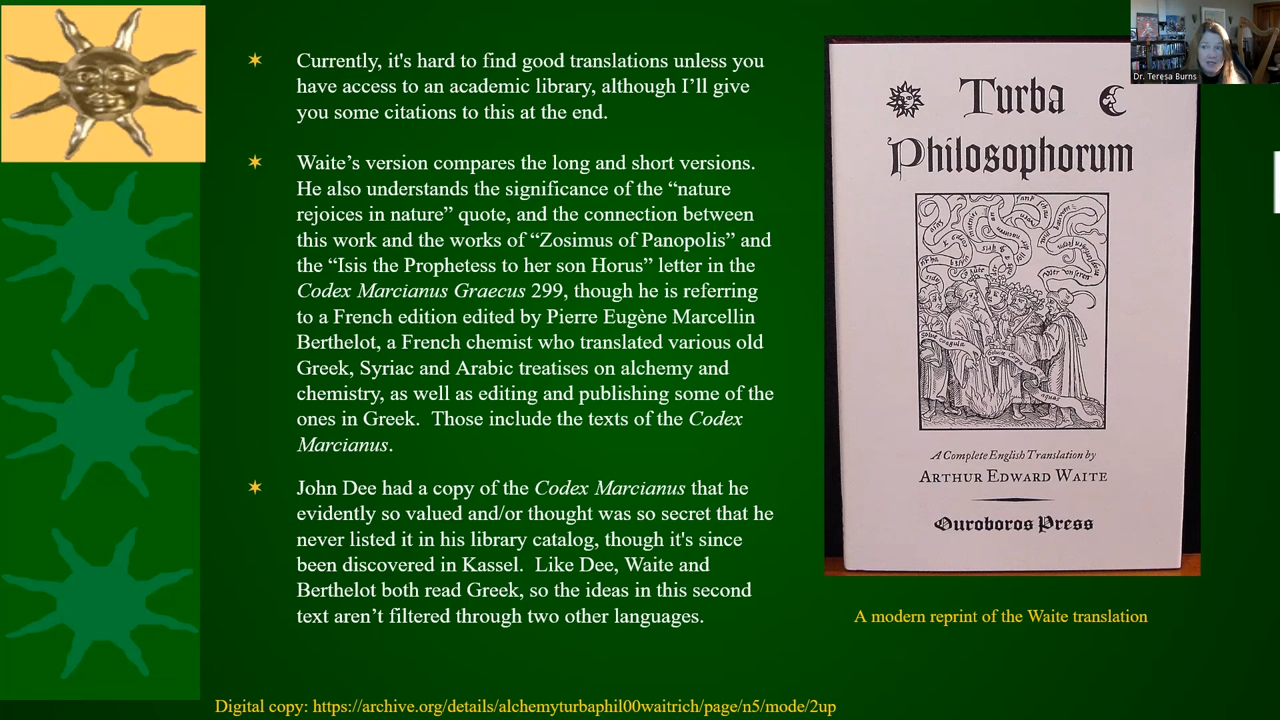 Currently, it's hard to find good translations unless you
have access to an academic library, although I'll give
you some citations to this at the end.
Waite's version compares the long and short versions.
He also understands the significance of the “nature
rejoices in nature” quote, and the connection between
this work and the works of “Zosimus of Panopolis” and
the “Isis the Prophetess to her son Horus” letter in the
Codex Marcianus Graecus 299, though he is referring
to a French edition edited by Pierre Eugène Marcellin
Berthelot, a French chemist who translated various old
Greek, Syriac and Arabic treatises on alchemy and
chemistry, as well as editing and publishing some of the
ones in Greek.  Those include the texts of the Codex
Marcianus.
John Dee had a copy of the Codex Marcianus that he
evidently so valued and/or thought was so secret that he
never listed it in his library catalog, though it's since
been discovered in Kassel.  Like Dee, Waite and
Berthelot both read Greek, so the ideas in this second
text aren't filtered through two other languages.
Dr. Teresa Burns
Turba
Philosophorum
A Complete English Translation by
ARTHUR EDWARD WAITE
Ouroboros Press
A modern reprint of the Waite translation
Digital copy: https://archive.org/details/alchemyturbaphil00waitrich/page/n5/mode/2up